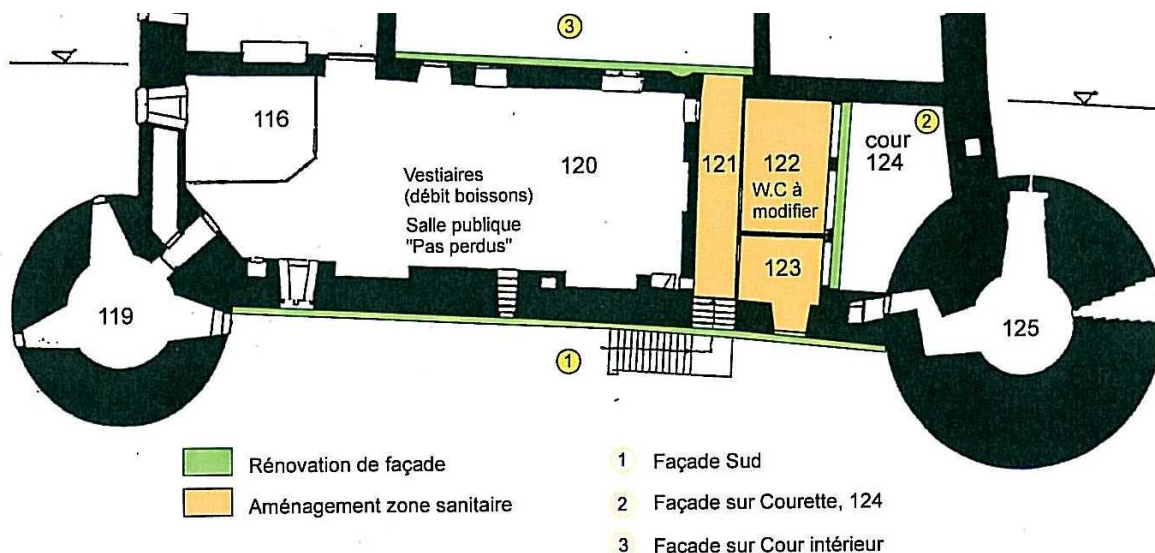 3
2
116
cour
124
120
121
122
Vestiaires
(débit boissons)
W.C à
modifier
Salle publique
"Pas perdus"
123
119
125
1
Rénovation de façade
Aménagement zone sanitaire
1 Façade Sud
2 Façade sur Courette, 124
3 Façade sur Cour intérieur